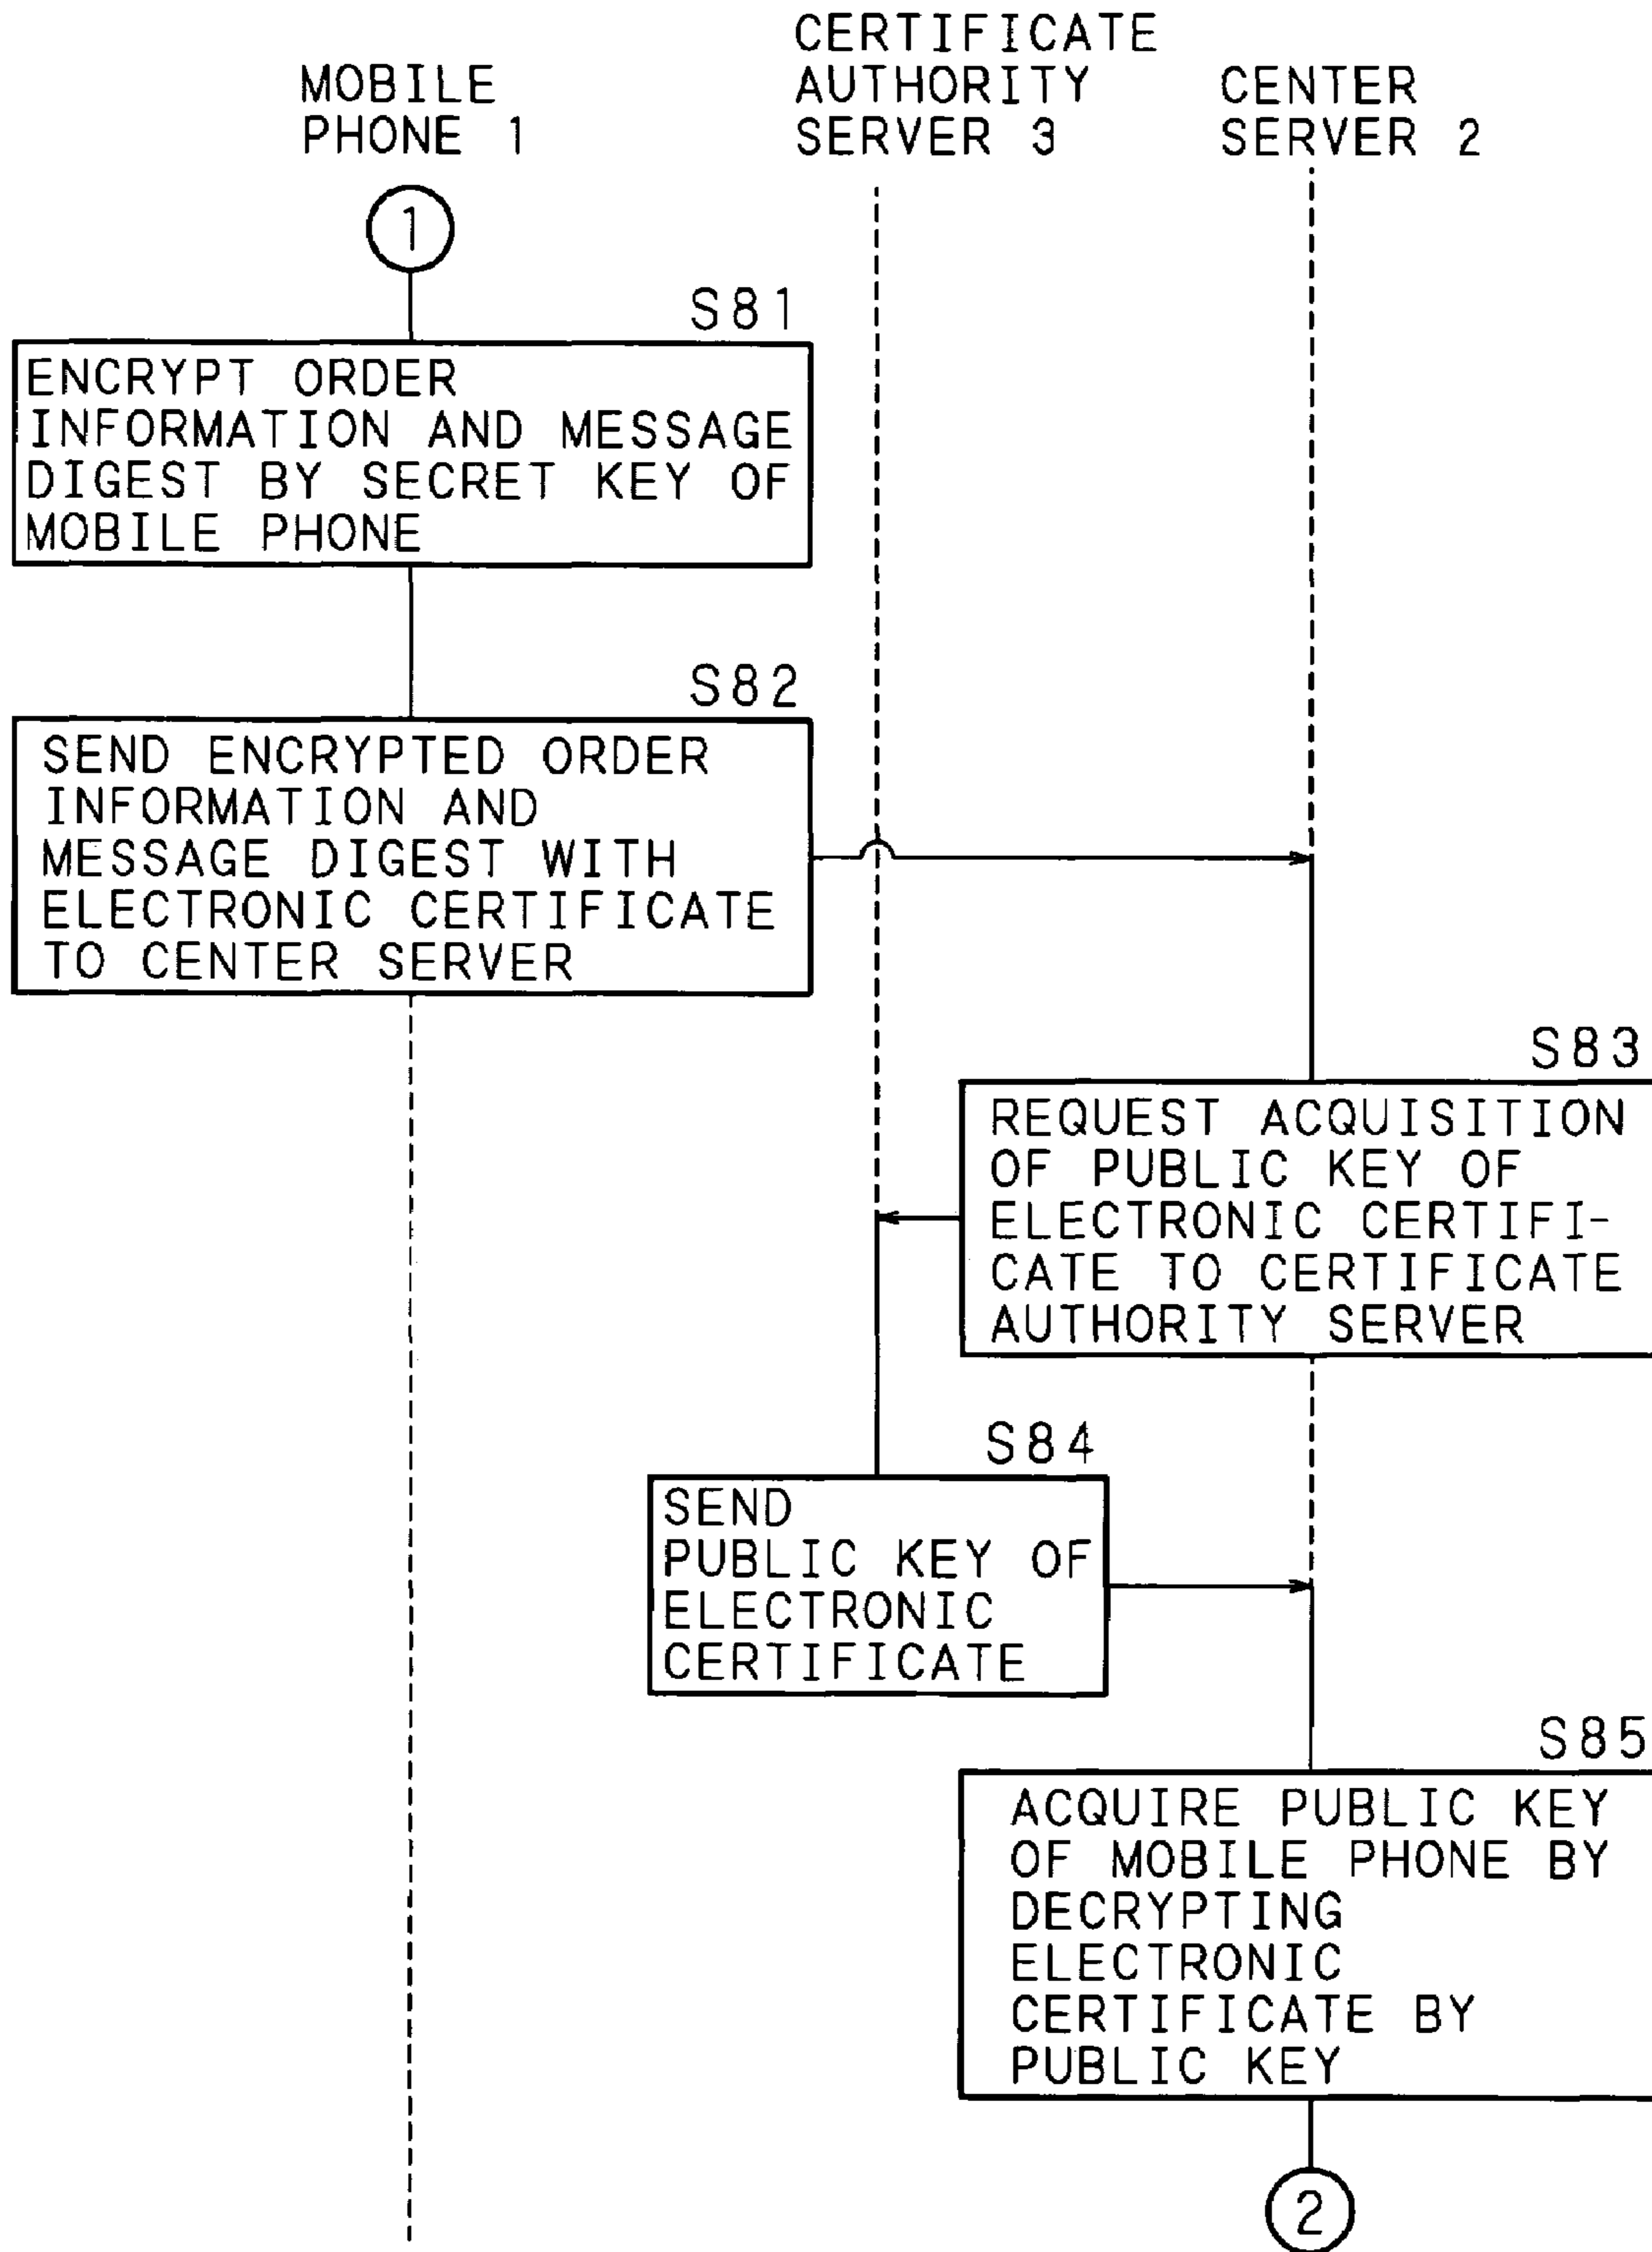 MOBILE
PHONE 1
CERTIFICATE
AUTHORITY
SERVER 3
CENTER
SERVER 2
1
S81
ENCRYPT ORDER
INFORMATION AND MESSAGE
DIGEST BY SECRET KEY OF
MOBILE PHONE
S82
SEND ENCRYPTED ORDER
INFORMATION AND
MESSAGE DIGEST WITH
ELECTRONIC CERTIFICATE
TO CENTER SERVER
S83
REQUEST ACQUISITION
OF PUBLIC KEY OF
ELECTRONIC CERTIFI-
CATE TO CERTIFICATE
AUTHORITY SERVER
S84
SEND
PUBLIC KEY OF
ELECTRONIC
CERTIFICATE
S85
ACQUIRE PUBLIC KEY
OF MOBILE PHONE BY
DECRYPTING
ELECTRONIC
CERTIFICATE BY
PUBLIC KEY
2